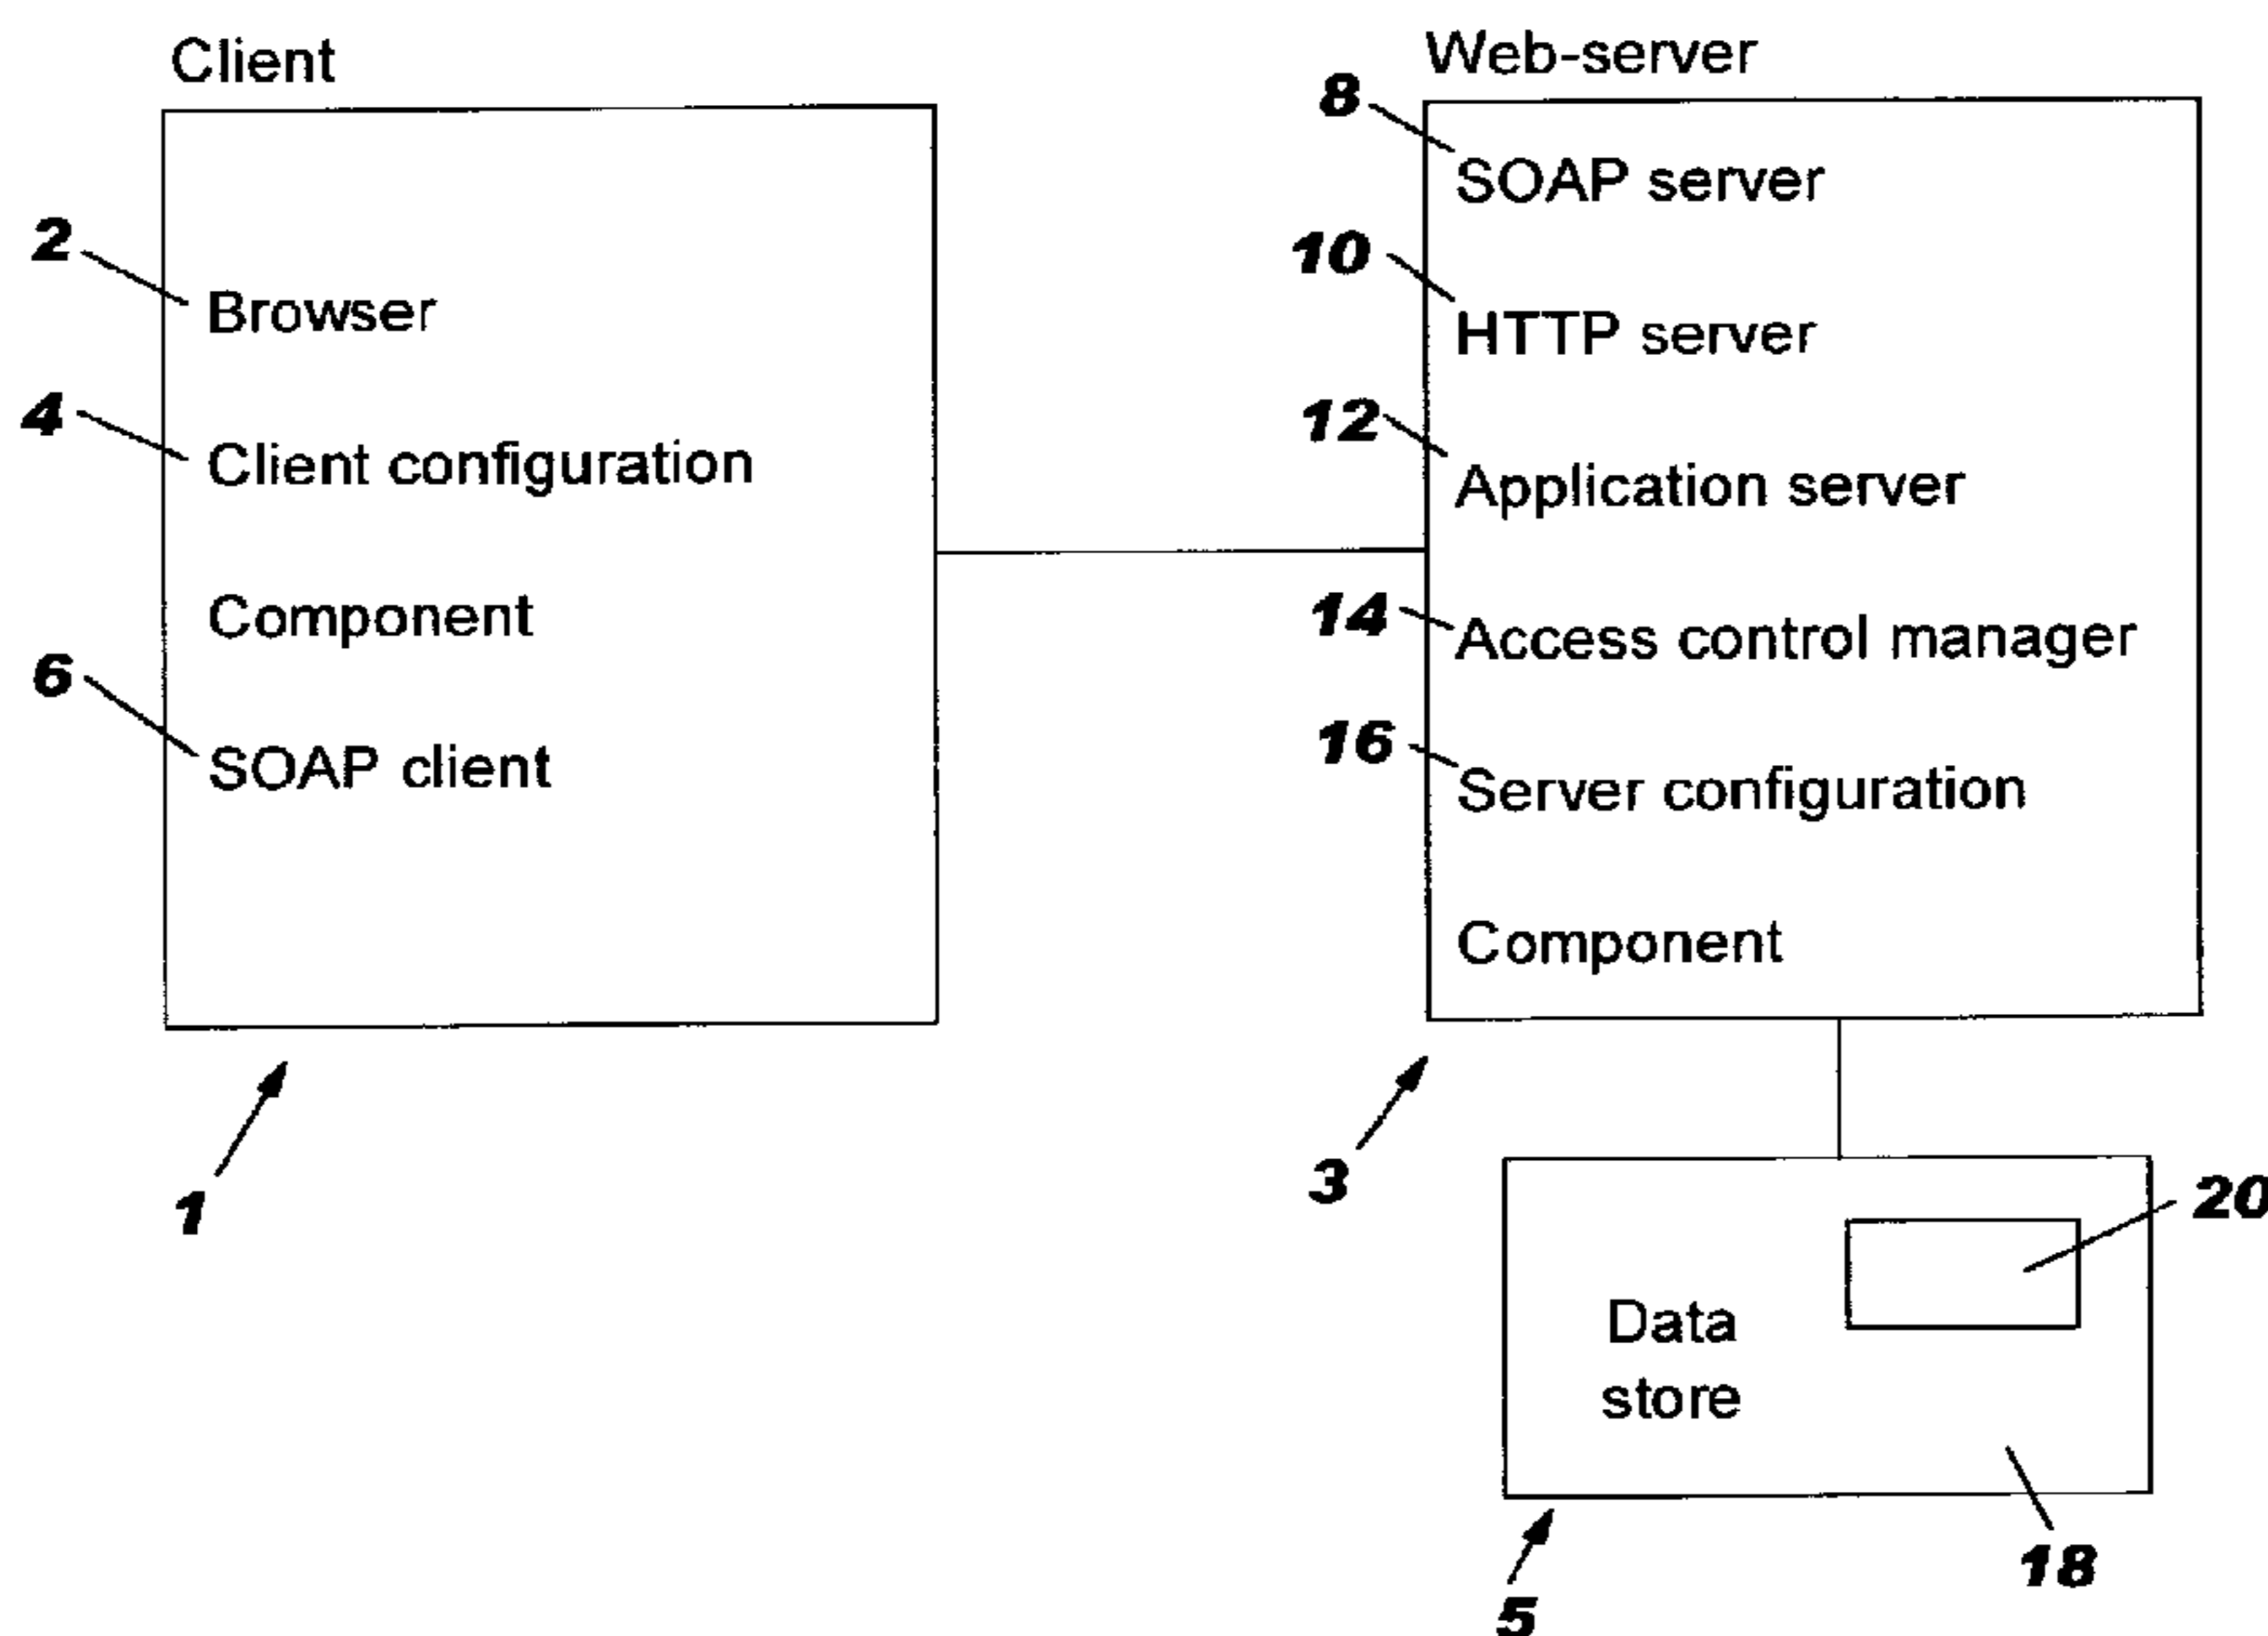 Client
2
Browser
4
Client configuration
Component
6
SOAP client
1
Web-server
8
SOAP server
10
HTTP server
12
Application server
14
Access control manager
16
Server configuration
Component
3
20
Data
store
18
5